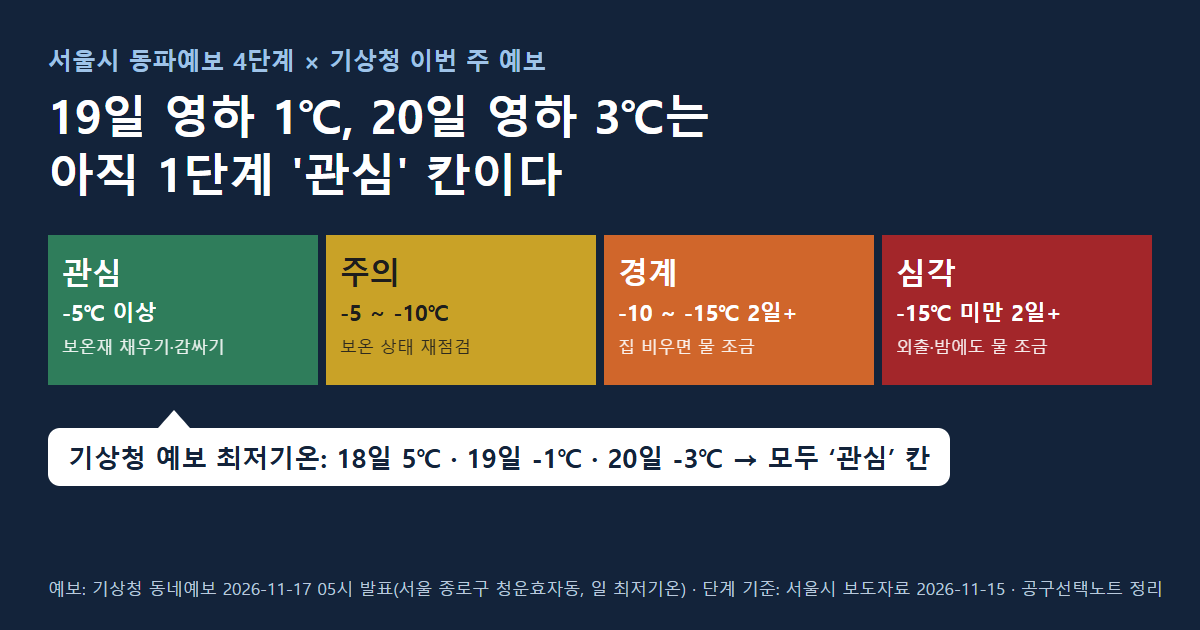 서울시 동파예보 4단계 × 기상청 이번 주 예보
19일 영하 1℃, 20일 영하 3℃는
아직 1단계 '관심' 칸이다
관심
-5℃ 이상
보온재 채우기·감싸기
주의
-5 ~ -10℃
보온 상태 재점검
경계
-10 ~ -15℃ 2일+
집 비우면 물 조금
심각
-15℃ 미만 2일+
외출·밤에도 물 조금
기상청 예보 최저기온: 18일 5℃ · 19일 -1℃ · 20일 -3℃ → 모두 ‘관심’ 칸
예보: 기상청 동네예보 2026-11-17 05시 발표(서울 종로구 청운효자동, 일 최저기온) · 단계 기준: 서울시 보도자료 2026-11-15 · 공구선택노트 정리